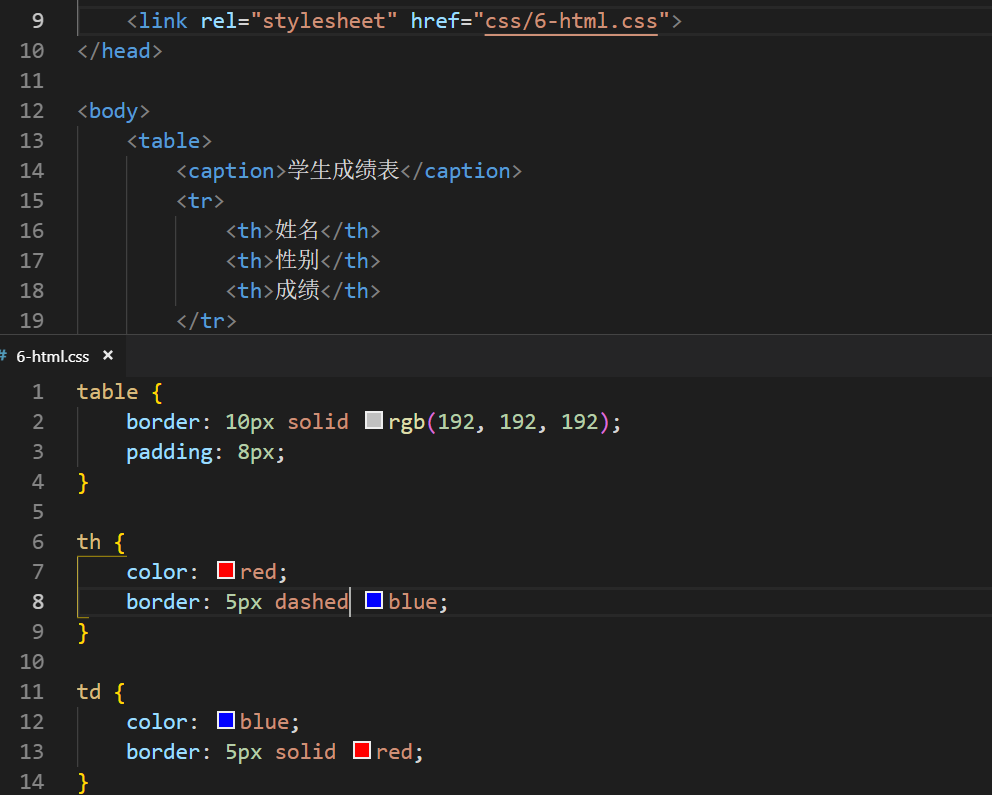 9 <link rel="stylesheet" href="css/6-html.css">
10 </head>
11
12 <body>
13 <table>
14 <caption>学生成绩表</caption>
15 <tr>
16 <th>姓名</th>
17 <th>性别</th>
18 <th>成绩</th>
19 </tr>
# 6-html.css ×
1 table {
2 border: 10px solid rgb(192, 192, 192);
3 padding: 8px;
4 }
5
6 th {
7 color: red;
8 border: 5px dashed blue;
9 }
10
11 td {
12 color: blue;
13 border: 5px solid red;
14 }